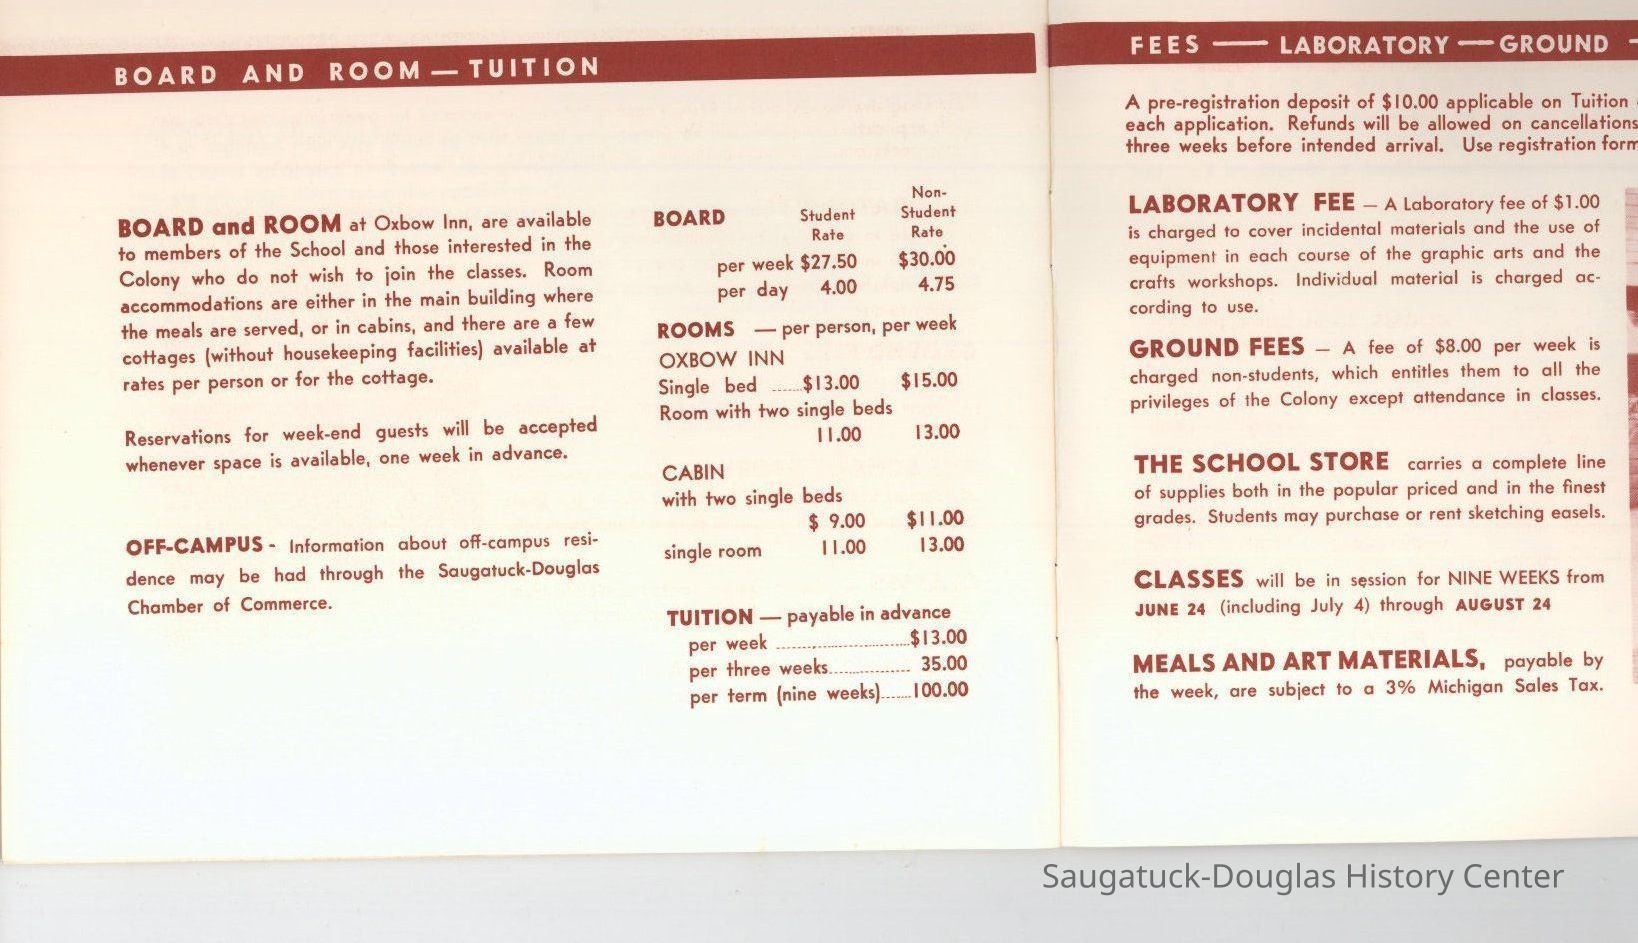 BOARD AND ROOM — TUITION
BOARD and ROOM at Oxbow Inn, are available
to members of the School and those interested in the
Colony who do not wish to join the classes. Room
accommodations are either in the main building where
the meals are served, or in cabins, and there are a few
cottages (without housekeeping facilities) available at
rates per person or for the cottage.
Reservations for week-end guests will be accepted
whenever space is available, one week in advance.
OFF-CAMPUS - Information about off-campus resi-
dence may be had through the Saugatuck-Douglas
Chamber of Commerce.
Non-
BOARD Student Student
Rate Rate
per week $27.50 $30.00
per day 4.00 4.75
ROOMS — per person, per week
OXBOW INN
Single bed ......$13.00 $15.00
Room with two single beds
11.00 13.00
CABIN
with two single beds
$ 9.00 $11.00
single room 11.00 13.00
TUITION — payable in advance
per week ..............................$13.00
per three weeks.................. 35.00
per term (nine weeks).......100.00
FEES — LABORATORY — GROUND -
A pre-registration deposit of $10.00 applicable on Tuition
each application. Refunds will be allowed on cancellations
three weeks before intended arrival. Use registration form
LABORATORY FEE — A Laboratory fee of $1.00
is charged to cover incidental materials and the use of
equipment in each course of the graphic arts and the
crafts workshops. Individual material is charged ac-
cording to use.
GROUND FEES — A fee of $8.00 per week is
charged non-students, which entitles them to all the
privileges of the Colony except attendance in classes.
THE SCHOOL STORE carries a complete line
of supplies both in the popular priced and in the finest
grades. Students may purchase or rent sketching easels.
CLASSES will be in session for NINE WEEKS from
JUNE 24 (including July 4) through AUGUST 24
MEALS AND ART MATERIALS, payable by
the week, are subject to a 3% Michigan Sales Tax.
Saugatuck-Douglas History Center